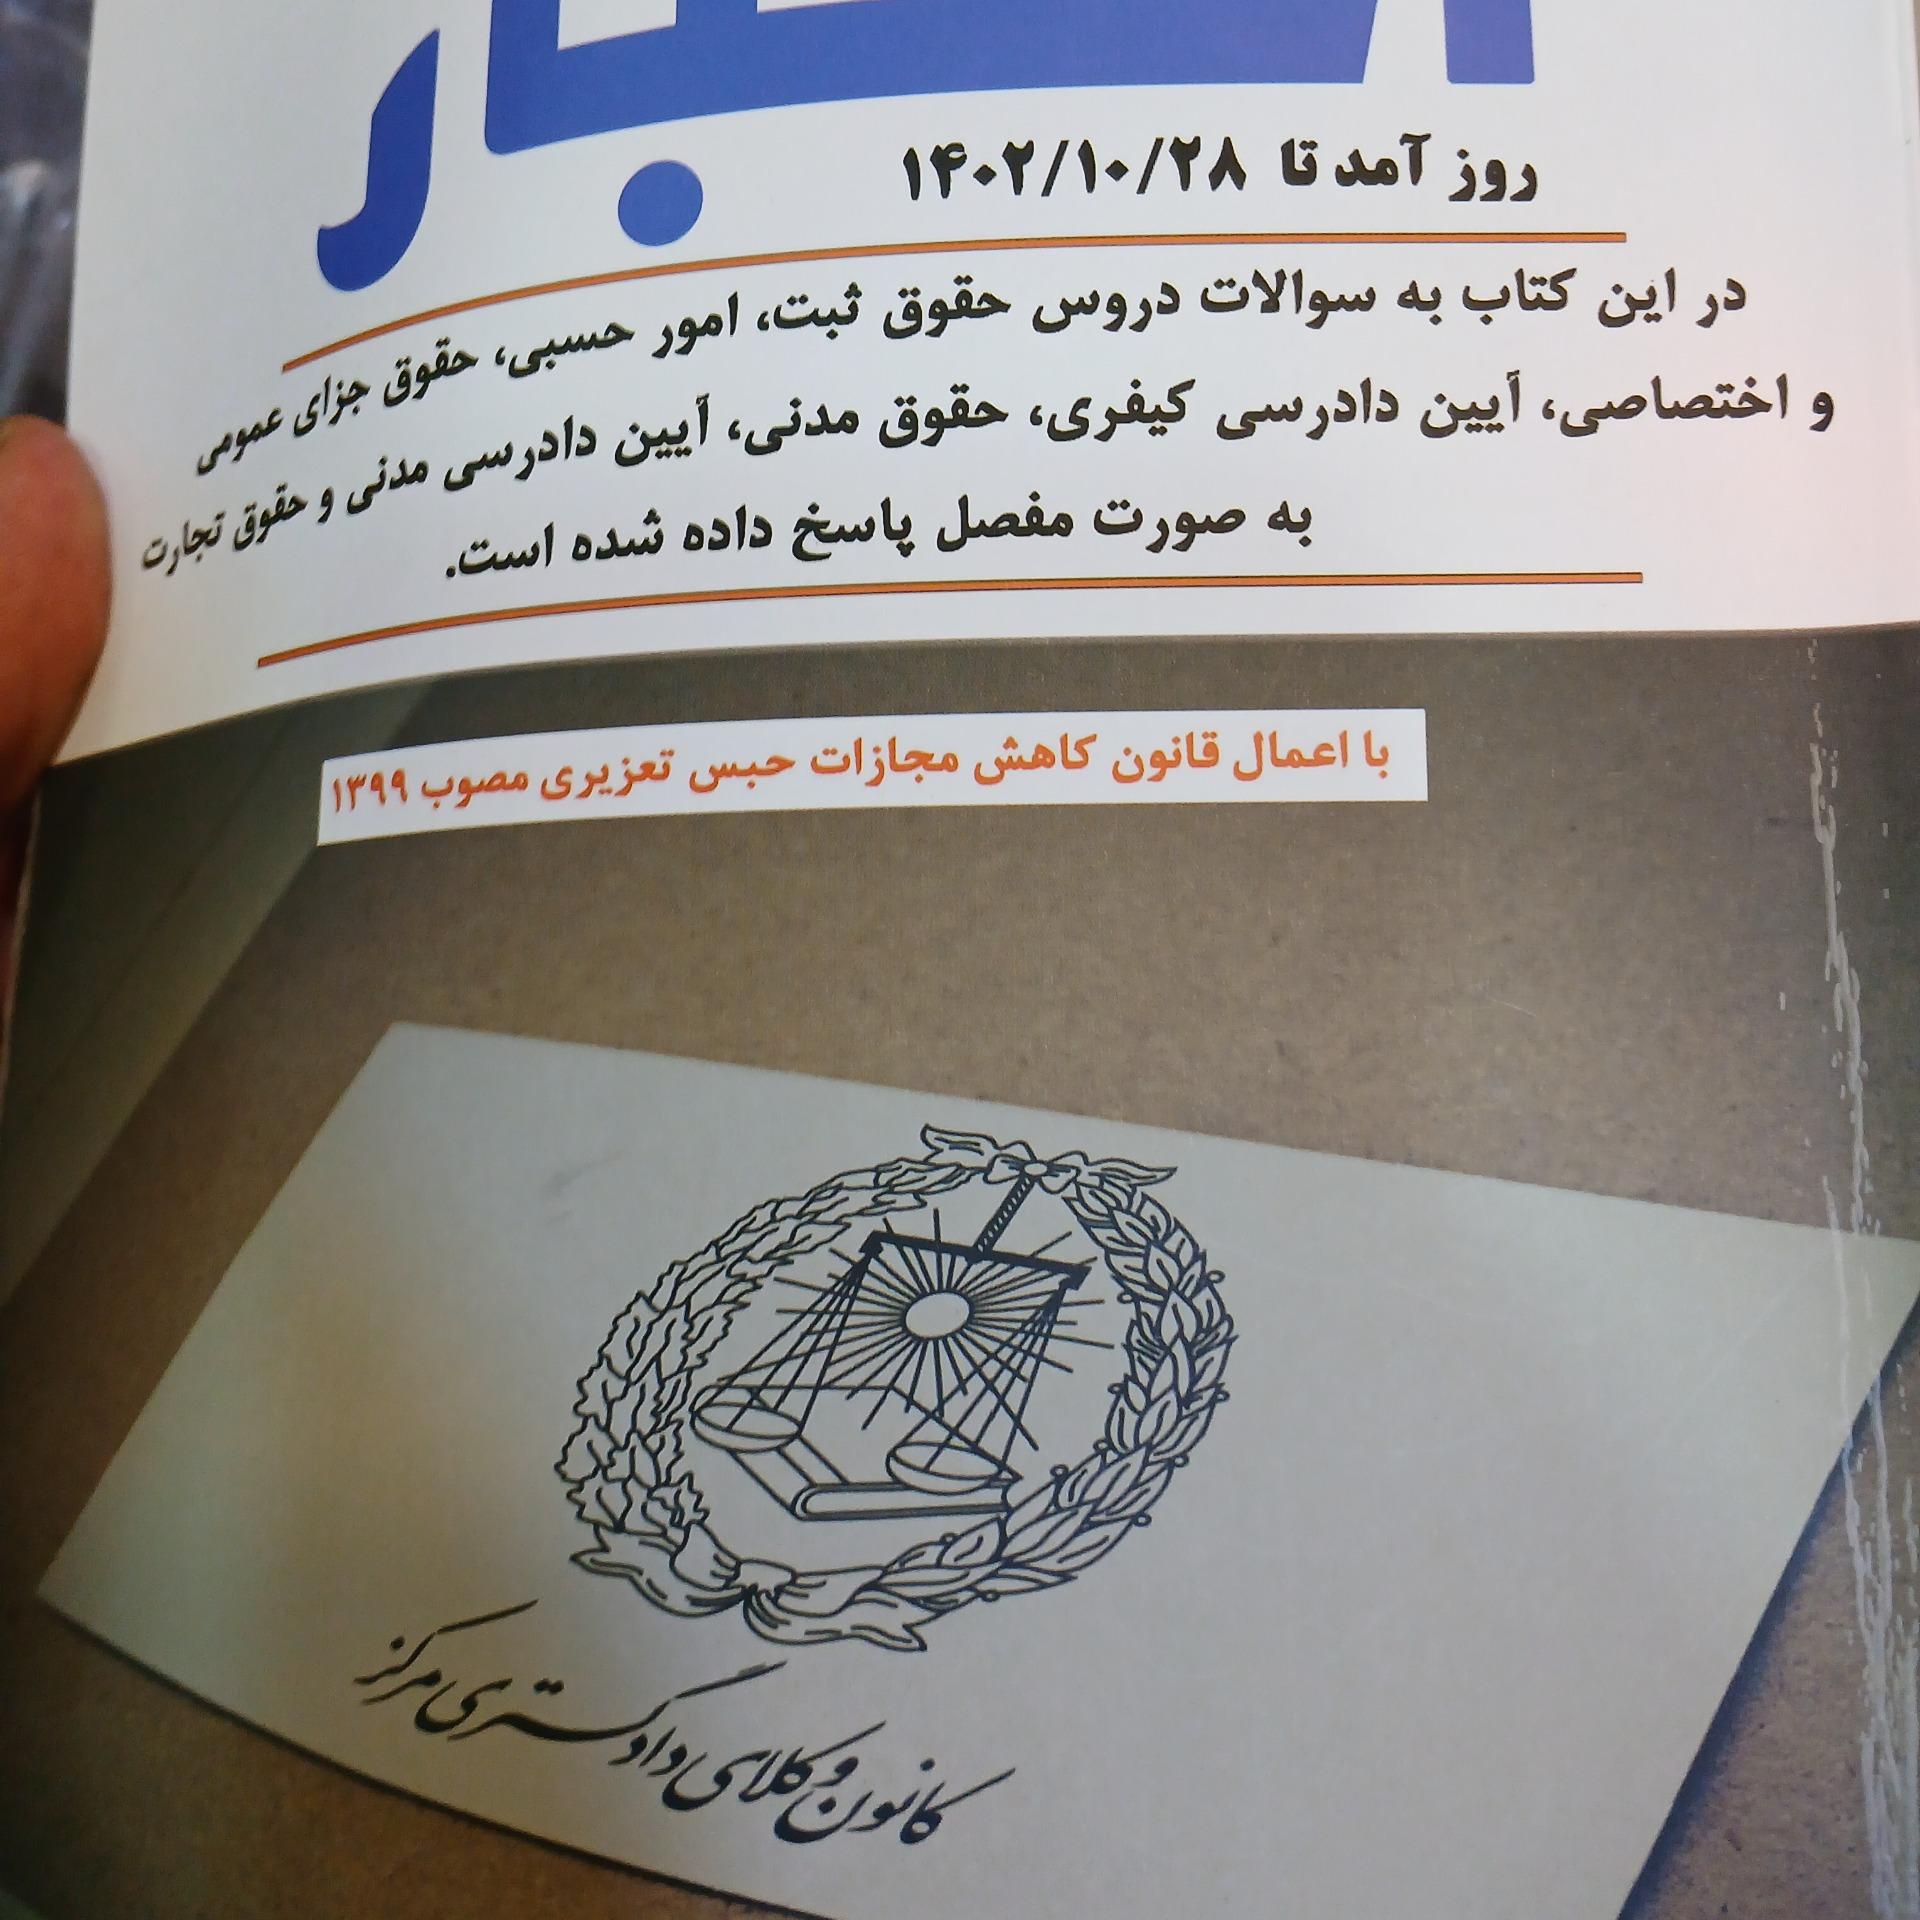 روز آمد تا ۱۴۰۲/۱۰/۲۸
در این کتاب به سوالات دروس حقوق ثبت، امور حسبی، حقوق جزای عمومی
و اختصاصی، آیین دادرسی کیفری، حقوق مدنی، آیین دادرسی مدنی و حقوق تجارت
به صورت مفصل پاسخ داده شده است.
با اعمال قانون کاهش مجازات حبس تعزیری مصوب ۱۳۹۹
کانون وکلای دادگستری مرکز